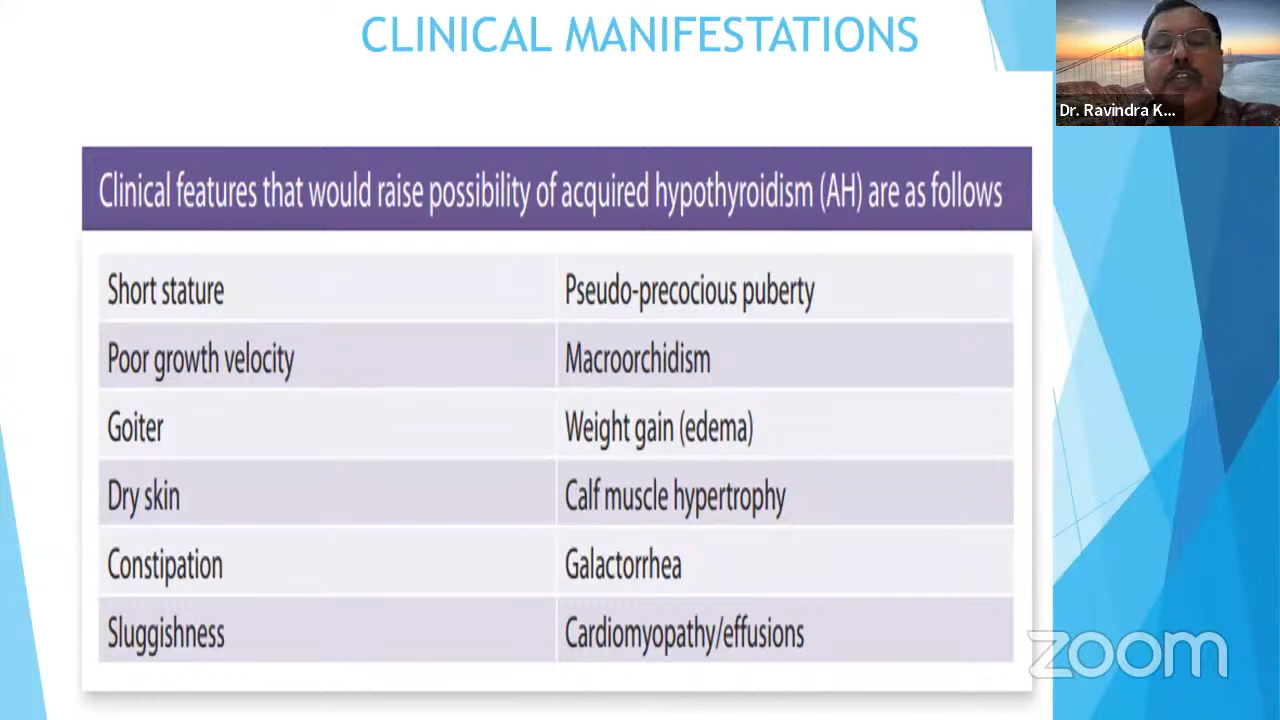 CLINICAL MANIFESTATIONS
Dr. Ravindra K...
Clinical features that would raise possibility of acquired hypothyroidism (AH) are as follows
Short stature
Pseudo-precocious puberty
Poor growth velocity
Macroorchidism
Goiter
Weight gain (edema)
Dry skin
Calf muscle hypertrophy
Constipation
Galactorrhea
Sluggishness
Cardiomyopathy/effusions
zoom